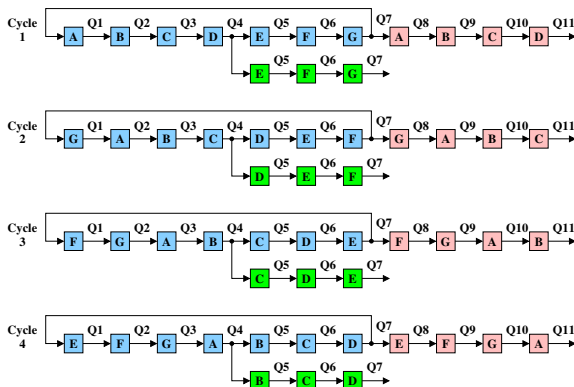 Q1 Q2 Q3 Q4 Q5 Q6 Q7 Q8 Q9 Q10 Q11
Cycle 1
A B C D E F G A B C D
Q5 Q6 Q7
E F G
Q1 Q2 Q3 Q4 Q5 Q6 Q7 Q8 Q9 Q10 Q11
Cycle 2
G A B C D E F G A B C
Q5 Q6 Q7
D E F
Q1 Q2 Q3 Q4 Q5 Q6 Q7 Q8 Q9 Q10 Q11
Cycle 3
F G A B C D E F G A B
Q5 Q6 Q7
C D E
Q1 Q2 Q3 Q4 Q5 Q6 Q7 Q8 Q9 Q10 Q11
Cycle 4
E F G A B C D E F G A
Q5 Q6 Q7
B C D